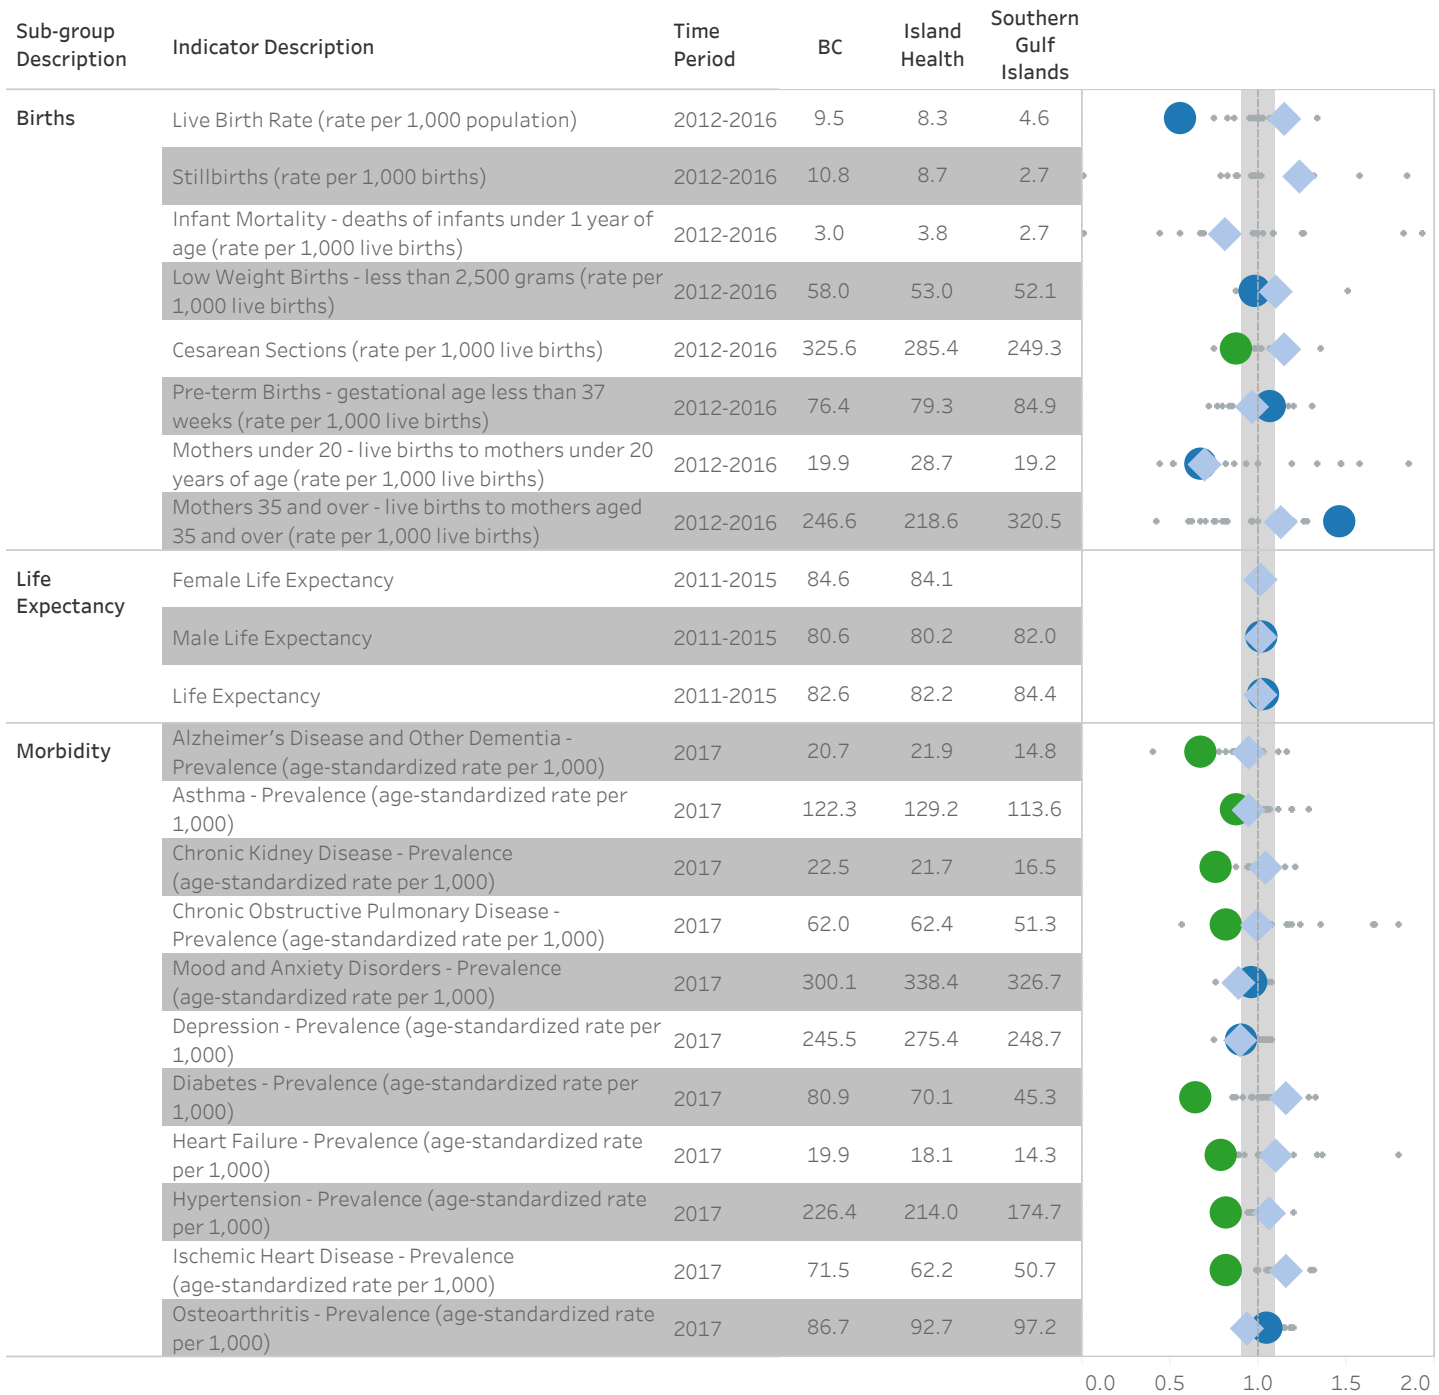 Sub-group
Description
Indicator Description
Time
Period
BC
Island
Health
Southern
Gulf
Islands
Births
Live Birth Rate (rate per 1,000 population) 2012-2016 9.5 8.3 4.6
Stillbirths (rate per 1,000 births) 2012-2016 10.8 8.7 2.7
Infant Mortality - deaths of infants under 1 year of
age (rate per 1,000 live births) 2012-2016 3.0 3.8 2.7
Low Weight Births - less than 2,500 grams (rate per
1,000 live births) 2012-2016 58.0 53.0 52.1
Cesarean Sections (rate per 1,000 live births) 2012-2016 325.6 285.4 249.3
Pre-term Births - gestational age less than 37
weeks (rate per 1,000 live births) 2012-2016 76.4 79.3 84.9
Mothers under 20 - live births to mothers under 20
years of age (rate per 1,000 live births) 2012-2016 19.9 28.7 19.2
Mothers 35 and over - live births to mothers aged
35 and over (rate per 1,000 live births) 2012-2016 246.6 218.6 320.5
Life
Expectancy
Female Life Expectancy 2011-2015 84.6 84.1
Male Life Expectancy 2011-2015 80.6 80.2 82.0
Life Expectancy 2011-2015 82.6 82.2 84.4
Morbidity
Alzheimer's Disease and Other Dementia -
Prevalence (age-standardized rate per 1,000) 2017 20.7 21.9 14.8
Asthma - Prevalence (age-standardized rate per
1,000) 2017 122.3 129.2 113.6
Chronic Kidney Disease - Prevalence
(age-standardized rate per 1,000) 2017 22.5 21.7 16.5
Chronic Obstructive Pulmonary Disease -
Prevalence (age-standardized rate per 1,000) 2017 62.0 62.4 51.3
Mood and Anxiety Disorders - Prevalence
(age-standardized rate per 1,000) 2017 300.1 338.4 326.7
Depression - Prevalence (age-standardized rate per
1,000) 2017 245.5 275.4 248.7
Diabetes - Prevalence (age-standardized rate per
1,000) 2017 80.9 70.1 45.3
Heart Failure - Prevalence (age-standardized rate
per 1,000) 2017 19.9 18.1 14.3
Hypertension - Prevalence (age-standardized rate
per 1,000) 2017 226.4 214.0 174.7
Ischemic Heart Disease - Prevalence
(age-standardized rate per 1,000) 2017 71.5 62.2 50.7
Osteoarthritis - Prevalence (age-standardized rate
per 1,000) 2017 86.7 92.7 97.2
0.0 0.5 1.0 1.5 2.0